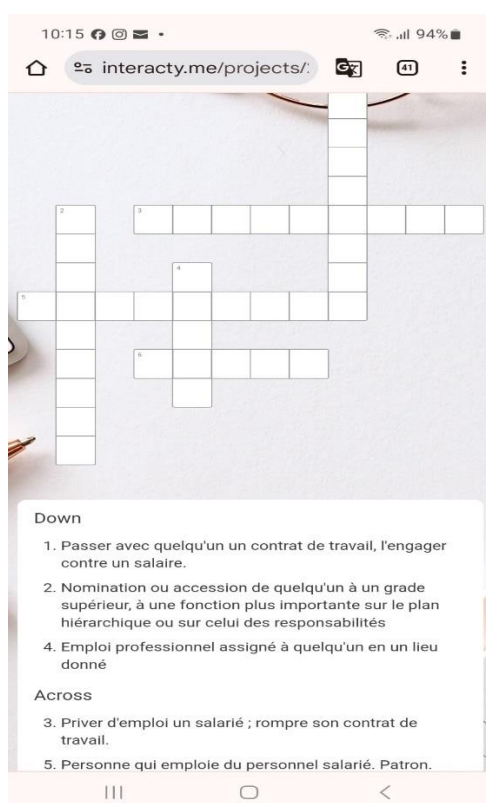 10:15
94%
interacty.me/projects/
41
2
3
4
5
6
Down
1. Passer avec quelqu'un un contrat de travail, l'engager
contre un salaire.
2. Nomination ou accession de quelqu'un à un grade
supérieur, à une fonction plus importante sur le plan
hiérarchique ou sur celui des responsabilités
4. Emploi professionnel assigné à quelqu'un en un lieu
donné
Across
3. Priver d'emploi un salarié ; rompre son contrat de
travail.
5. Personne qui emploie du personnel salarié. Patron.